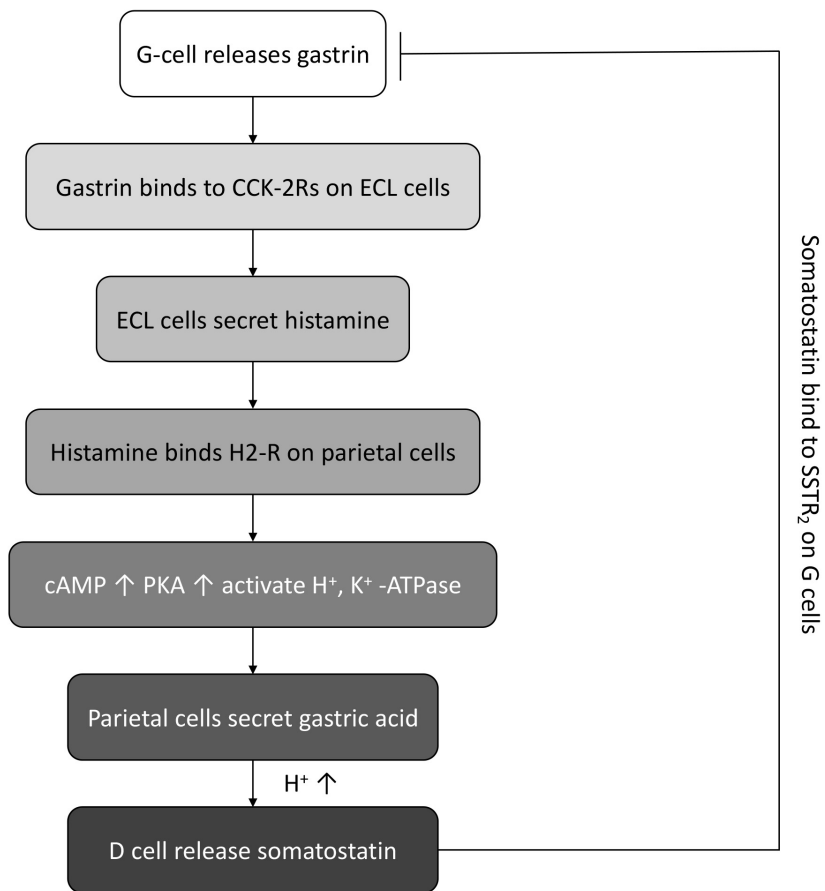 G-cell releases gastrin
Gastrin binds to CCK-2Rs on ECL cells
ECL cells secret histamine
Histamine binds H2-R on parietal cells
cAMP ↑ PKA ↑ activate H⁺, K⁺ -ATPase
Parietal cells secret gastric acid
H⁺ ↑
D cell release somatostatin
Somatostatin bind to SSTR₂ on G cells